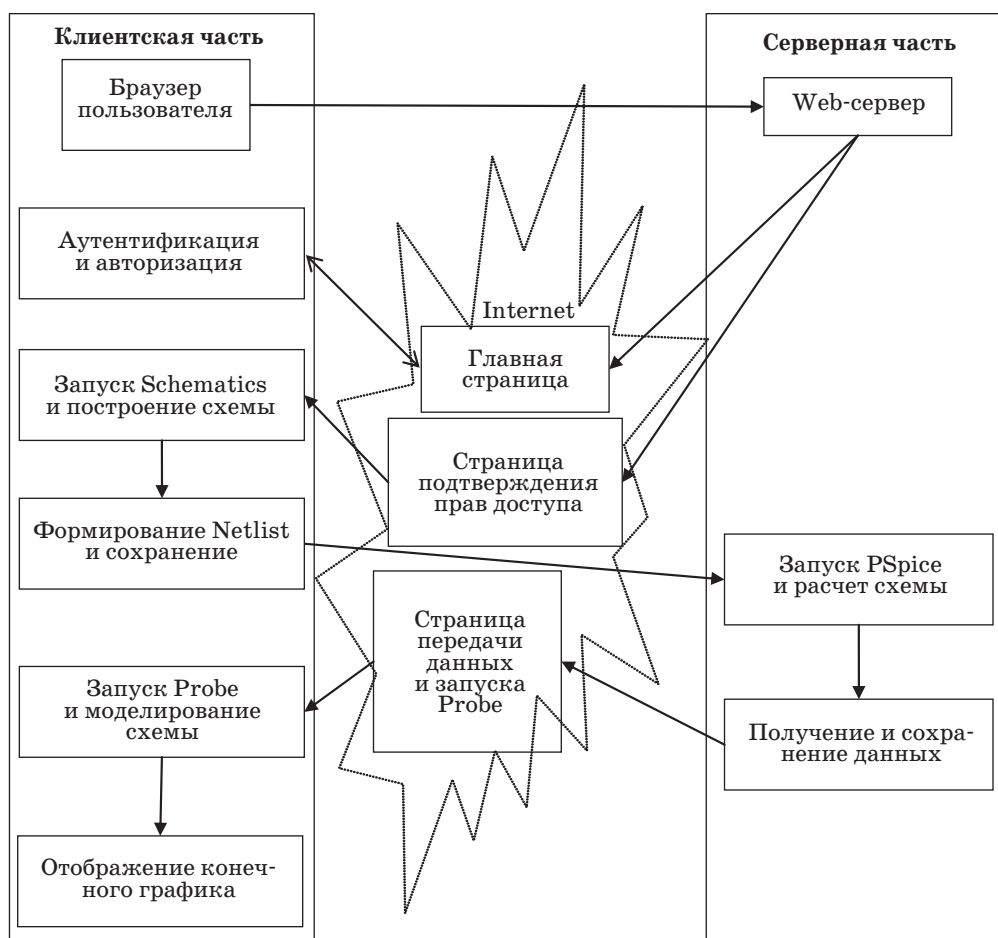 Клиентская часть
Браузер
пользователя
Аутентификация
и авторизация
Запуск Schematics
и построение схемы
Формирование Netlist
и сохранение
Запуск Probe
и моделирование
схемы
Отображение конеч-
ного графика
Internet
Главная
страница
Страница
подтверждения
прав доступа
Страница
передачи
данных
и запуска
Probe
Серверная часть
Web-сервер
Запуск PSpice
и расчет схемы
Получение и сохра-
нение данных